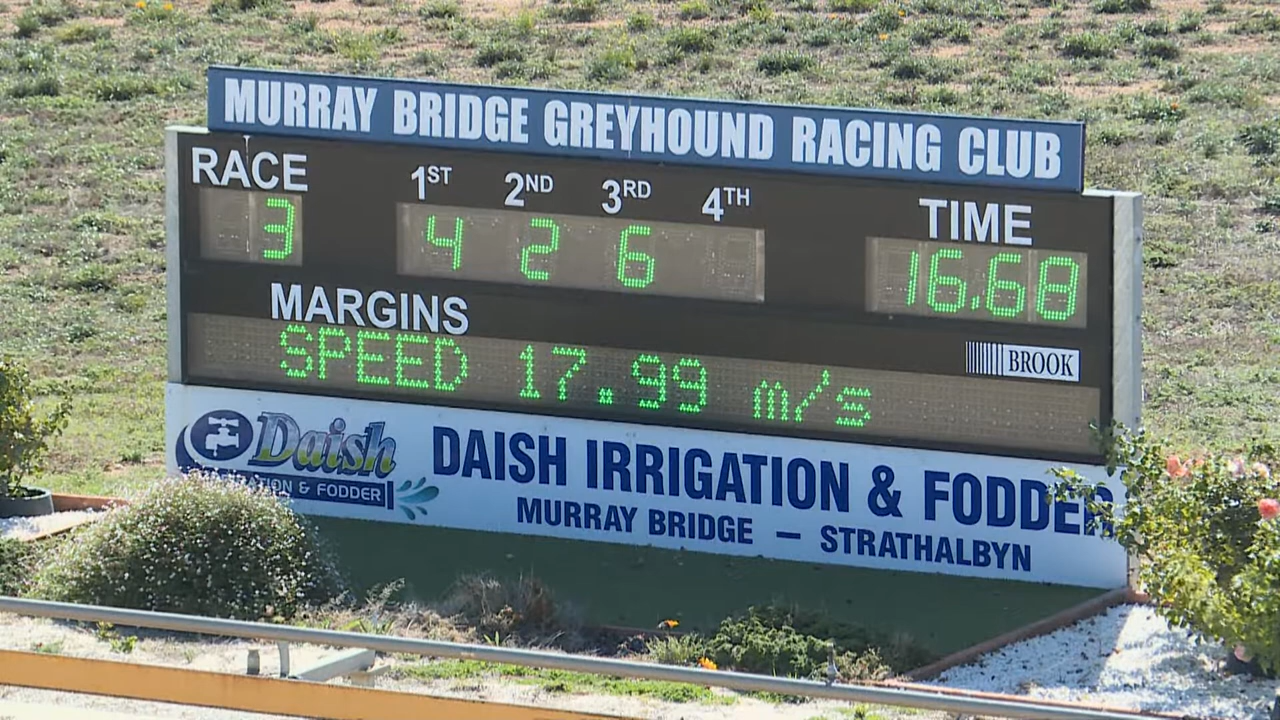 MURRAY BRIDGE GREYHOUND RACING CLUB
RACE 1ST 2ND 3RD 4TH TIME
3 4 2 6 16.68
MARGINS
BROOK
SPEED 17.99 m/s
Daish
& FODDER
DAISH IRRIGATION & FODDER
MURRAY BRIDGE – STRATHALBYN